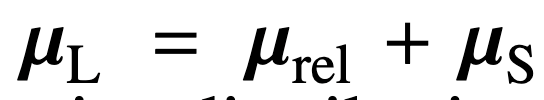 μ_L = μ_rel + μ_S